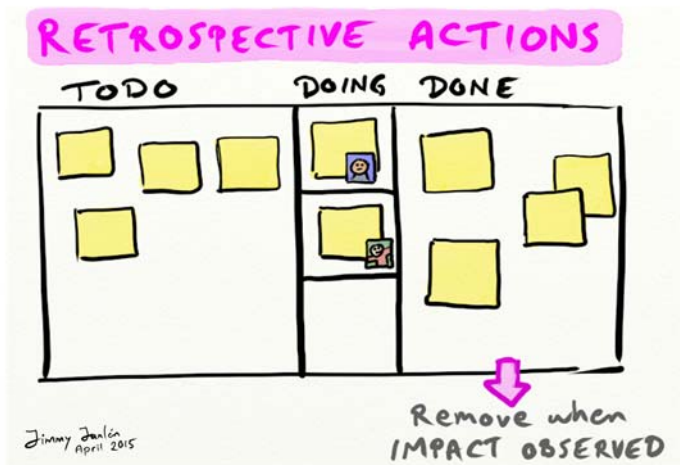 RETROSPECTIVE ACTIONS
TODO DOING DONE
Remove when
IMPACT OBSERVED
Jimmy Janlén
April 2015